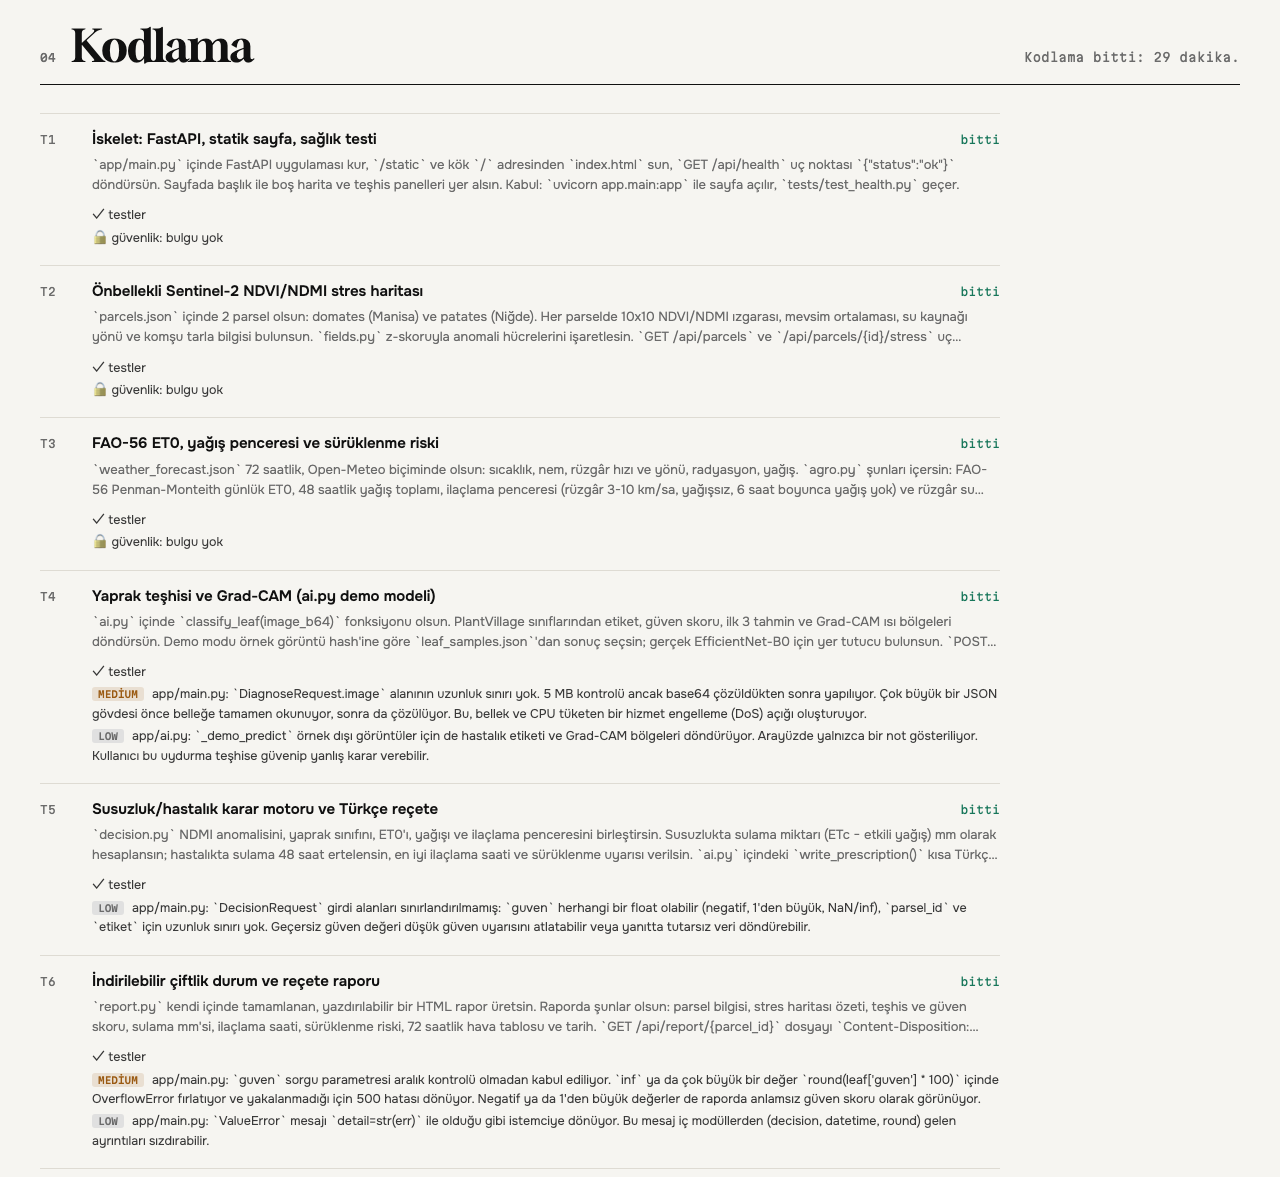 04 Kodlama
Kodlama bitti: 29 dakika.
T1 İskelet: FastAPI, statik sayfa, sağlık testi bitti
`app/main.py` içinde FastAPI uygulaması kur, `/static` ve kök `/` adresinden `index.html` sun, `GET /api/health` uç noktası `{"status":"ok"}`
döndürsün. Sayfada başlık ile boş harita ve teşhis panelleri yer alsın. Kabul: `uvicorn app.main:app` ile sayfa açılır, `tests/test_health.py` geçer.
✓ testler
🔒 güvenlik: bulgu yok
T2 Önbellekli Sentinel-2 NDVI/NDMI stres haritası bitti
`parcels.json` içinde 2 parsel olsun: domates (Manisa) ve patates (Niğde). Her parselde 10x10 NDVI/NDMI ızgarası, mevsim ortalaması, su kaynağı
yönü ve komşu tarla bilgisi bulunsun. `fields.py` z-skoruyla anomali hücrelerini işaretlesin. `GET /api/parcels` ve `/api/parcels/{id}/stress` uç…
✓ testler
🔒 güvenlik: bulgu yok
T3 FAO-56 ET0, yağış penceresi ve sürüklenme riski bitti
`weather_forecast.json` 72 saatlik, Open-Meteo biçiminde olsun: sıcaklık, nem, rüzgâr hızı ve yönü, radyasyon, yağış. `agro.py` şunları içersin: FAO-
56 Penman-Monteith günlük ET0, 48 saatlik yağış toplamı, ilaçlama penceresi (rüzgâr 3-10 km/sa, yağışsız, 6 saat boyunca yağış yok) ve rüzgâr su…
✓ testler
🔒 güvenlik: bulgu yok
T4 Yaprak teşhisi ve Grad-CAM (ai.py demo modeli) bitti
`ai.py` içinde `classify_leaf(image_b64)` fonksiyonu olsun. PlantVillage sınıflarından etiket, güven skoru, ilk 3 tahmin ve Grad-CAM ısı bölgeleri
döndürsün. Demo modu örnek görüntü hash'ine göre `leaf_samples.json`'dan sonuç seçsin; gerçek EfficientNet-B0 için yer tutucu bulunsun. `POST…
✓ testler
MEDİUM app/main.py: `DiagnoseRequest.image` alanının uzunluk sınırı yok. 5 MB kontrolü ancak base64 çözüldükten sonra yapılıyor. Çok büyük bir JSON
gövdesi önce belleğe tamamen okunuyor, sonra da çözülüyor. Bu, bellek ve CPU tüketen bir hizmet engelleme (DoS) açığı oluşturuyor.
LOW app/ai.py: `_demo_predict` örnek dışı görüntüler için de hastalık etiketi ve Grad-CAM bölgeleri döndürüyor. Arayüzde yalnızca bir not gösteriliyor.
Kullanıcı bu uydurma teşhise güvenip yanlış karar verebilir.
T5 Susuzluk/hastalık karar motoru ve Türkçe reçete bitti
`decision.py` NDMI anomalisini, yaprak sınıfını, ET0'ı, yağışı ve ilaçlama penceresini birleştirsin. Susuzlukta sulama miktarı (ETc − etkili yağış) mm olarak
hesaplansın; hastalıkta sulama 48 saat ertelensin, en iyi ilaçlama saati ve sürüklenme uyarısı verilsin. `ai.py` içindeki `write_prescription()` kısa Türkç…
✓ testler
LOW app/main.py: `DecisionRequest` girdi alanları sınırlandırılmamış: `guven` herhangi bir float olabilir (negatif, 1'den büyük, NaN/inf), `parsel_id` ve
`etiket` için uzunluk sınırı yok. Geçersiz güven değeri düşük güven uyarısını atlatabilir veya yanıtta tutarsız veri döndürebilir.
T6 İndirilebilir çiftlik durum ve reçete raporu bitti
`report.py` kendi içinde tamamlanan, yazdırılabilir bir HTML rapor üretsin. Raporda şunlar olsun: parsel bilgisi, stres haritası özeti, teşhis ve güven
skoru, sulama mm'si, ilaçlama saati, sürüklenme riski, 72 saatlik hava tablosu ve tarih. `GET /api/report/{parcel_id}` dosyayı `Content-Disposition:…
✓ testler
MEDİUM app/main.py: `guven` sorgu parametresi aralık kontrolü olmadan kabul ediliyor. `inf` ya da çok büyük bir değer `round(leaf['guven'] * 100)` içinde
OverflowError fırlatıyor ve yakalanmadığı için 500 hatası dönüyor. Negatif ya da 1'den büyük değerler de raporda anlamsız güven skoru olarak görünüyor.
LOW app/main.py: `ValueError` mesajı `detail=str(err)` ile olduğu gibi istemciye dönüyor. Bu mesaj iç modüllerden (decision, datetime, round) gelen
ayrıntıları sızdırabilir.